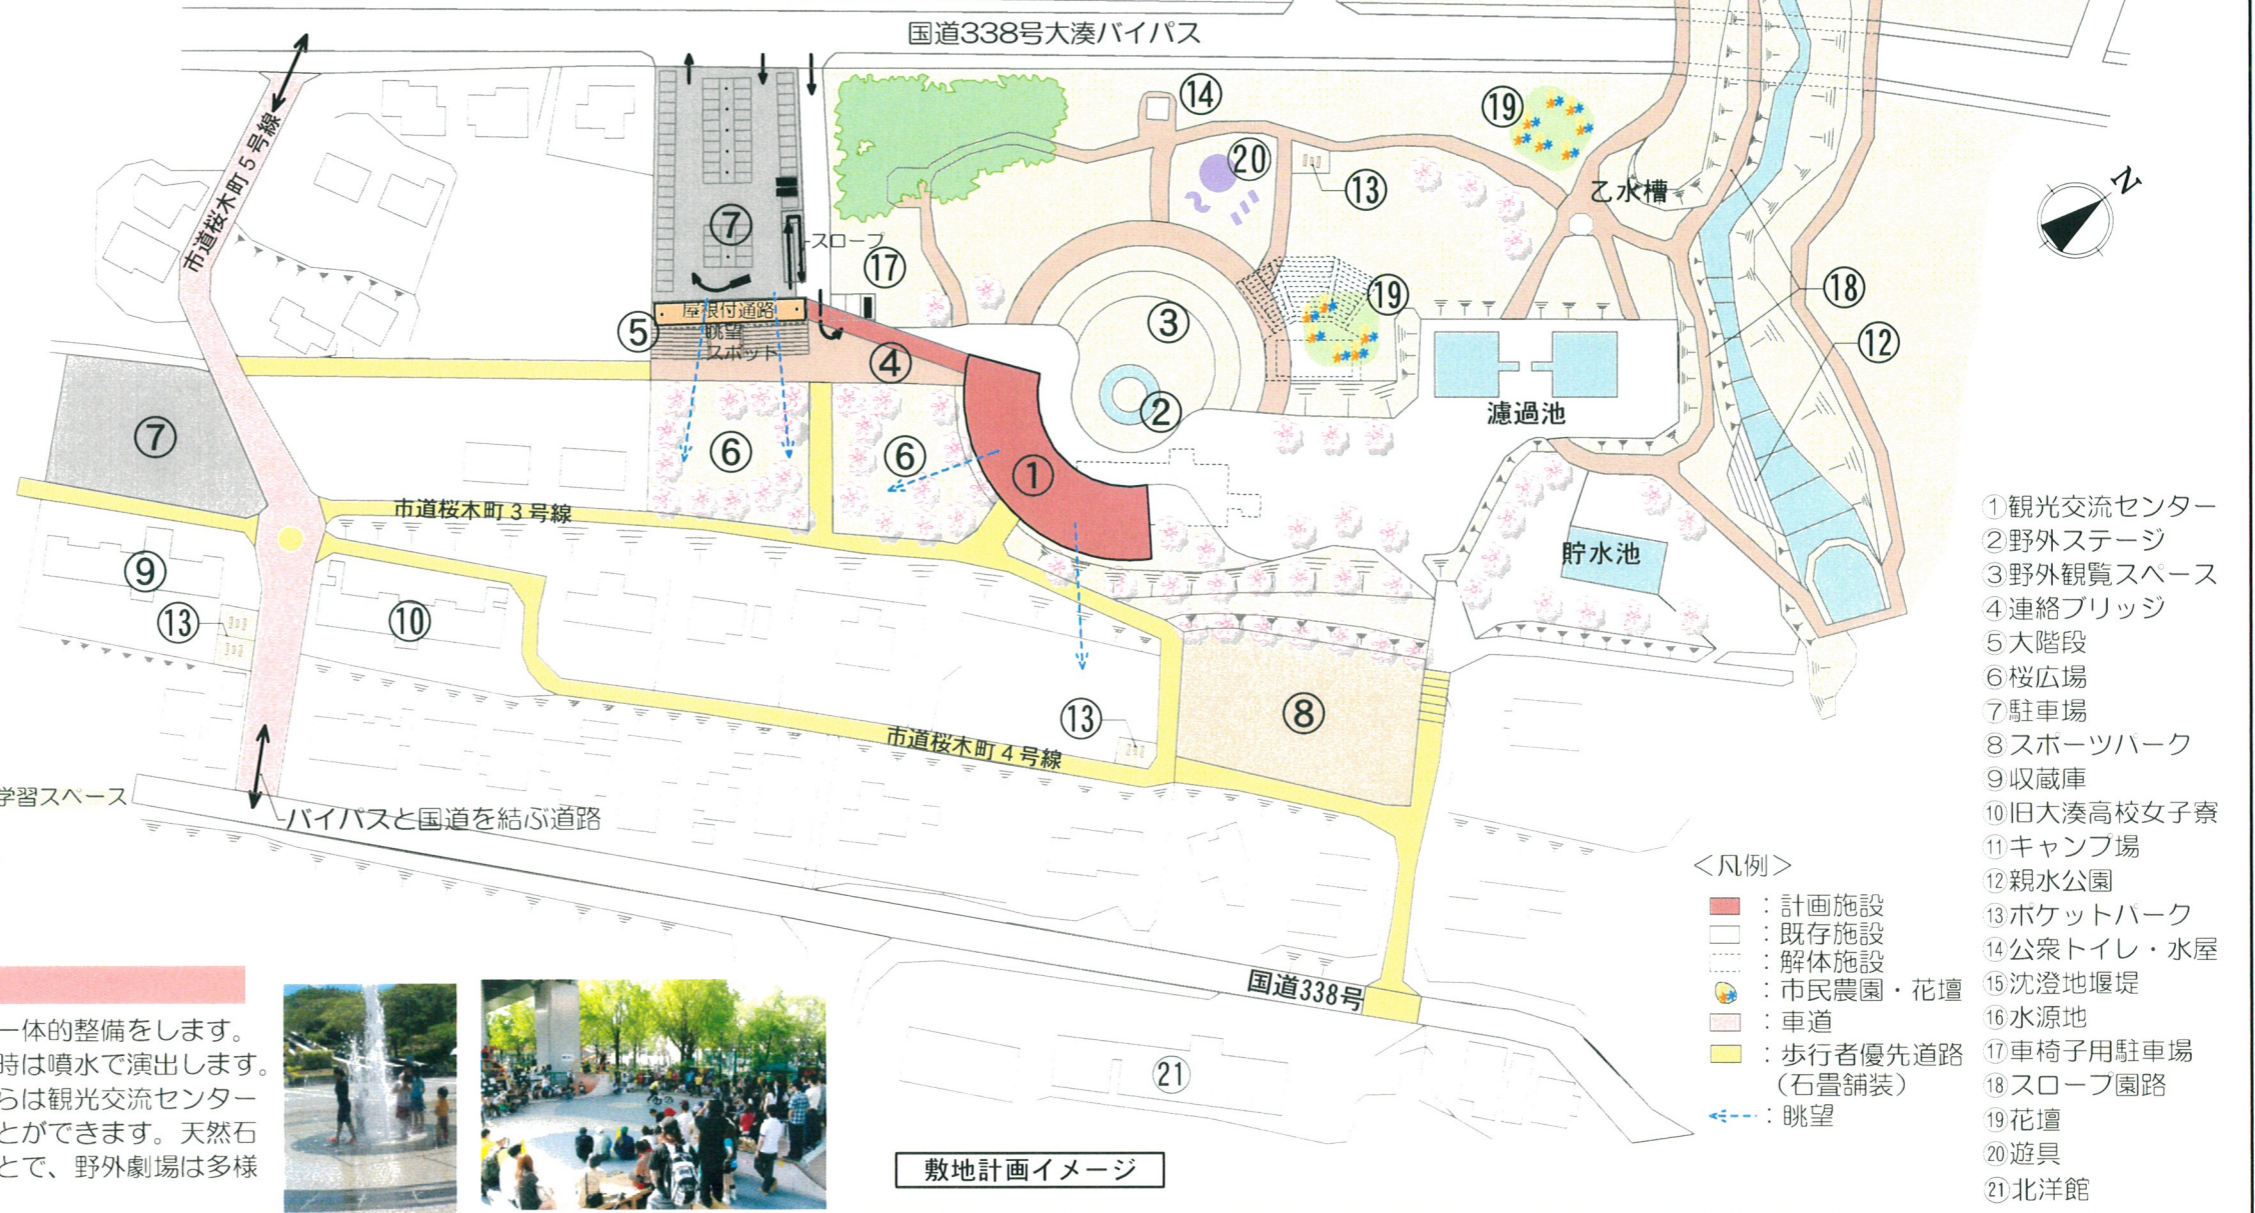 国道338号大湊バイパス
市道桜木町5号線
⑭
⑲
⑳
⑬
乙水槽
N
⑦
スロープ
⑰
⑱
⑲
⑤
屋根付通路
眺望
スポット
③
④
⑫
②
濾過池
⑦
⑥
⑥
①
市道桜木町3号線
貯水池
⑨
⑬
⑩
⑬
⑧
市道桜木町4号線
学習スペース
バイパスと国道を結ぶ道路
国道338号
㉑
①観光交流センター
②野外ステージ
③野外観覧スペース
④連絡ブリッジ
⑤大階段
⑥桜広場
⑦駐車場
⑧スポーツパーク
⑨収蔵庫
⑩旧大湊高校女子寮
⑪キャンプ場
⑫親水公園
⑬ポケットパーク
⑭公衆トイレ・水屋
⑮沈澄地堰堤
⑯水源地
⑰車椅子用駐車場
⑱スロープ園路
⑲花壇
⑳遊具
㉑北洋館
<凡例>
：計画施設
：既存施設
：解体施設
：市民農園・花壇
：車道
：歩行者優先道路
（石畳舗装）
：眺望
一体的整備をします。
時は噴水で演出します。
らは観光交流センター
とができます。天然石
とで、野外劇場は多様
敷地計画イメージ